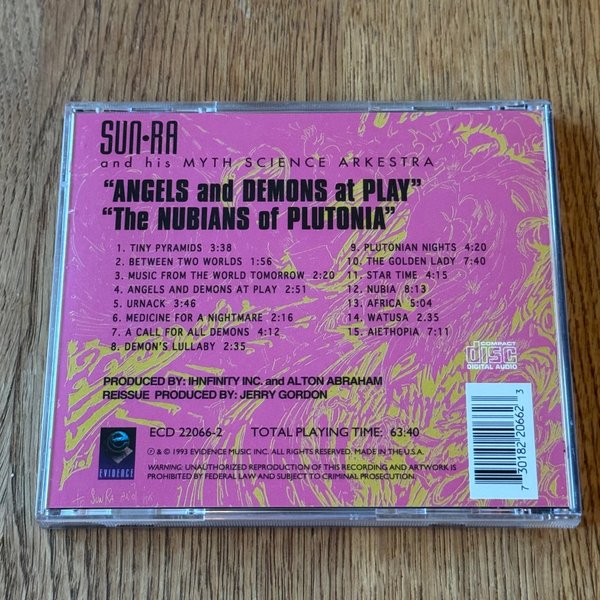 SUN•RA
and his MYTH SCIENCE ARKESTRA
"ANGELS and DEMONS at PLAY"
"The NUBIANS of PLUTONIA"
1. TINY PYRAMIDS 3:38
2. BETWEEN TWO WORLDS 1:56
3. MUSIC FROM THE WORLD TOMORROW 2:20
4. ANGELS AND DEMONS AT PLAY 2:51
5. URNACK 3:46
6. MEDICINE FOR A NIGHTMARE 2:16
7. A CALL FOR ALL DEMONS 4:12
8. DEMON'S LULLABY 2:35
9. PLUTONIAN NIGHTS 4:20
10. THE GOLDEN LADY 7:40
11. STAR TIME 4:15
12. NUBIA 8:13
13. AFRICA 5:04
14. WATUSA 2.35
15. AIETHOPIA 7:11
COMPACT
disc
DIGITAL AUDIO
PRODUCED BY: IHNFINITY INC. and ALTON ABRAHAM
REISSUE PRODUCED BY: JERRY GORDON
EVIDENCE
ECD 22066-2 TOTAL PLAYING TIME: 63:40
℗ & © 1993 EVIDENCE MUSIC INC. ALL RIGHTS RESERVED. MADE IN THE U.S.A.
WARNING: UNAUTHORIZED REPRODUCTION OF THIS RECORDING AND ARTWORK IS
PROHIBITED BY FEDERAL LAW AND SUBJECT TO CRIMINAL PROSECUTION.
7 30182 20662 3
Sun Ra